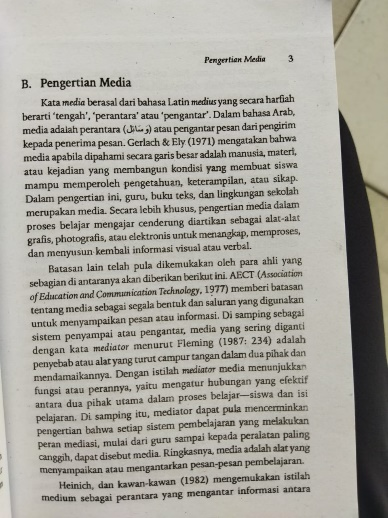 Pengertian Media 3
B. Pengertian Media
Kata media berasal dari bahasa Latin medius yang secara harfiah
berarti 'tengah', 'perantara' atau 'pengantar'. Dalam bahasa Arab,
media adalah perantara (وسائل) atau pengantar pesan dari pengirim
kepada penerima pesan. Gerlach & Ely (1971) mengatakan bahwa
media apabila dipahami secara garis besar adalah manusia, materi,
atau kejadian yang membangun kondisi yang membuat siswa
mampu memperoleh pengetahuan, keterampilan, atau sikap.
Dalam pengertian ini, guru, buku teks, dan lingkungan sekolah
merupakan media. Secara lebih khusus, pengertian media dalam
proses belajar mengajar cenderung diartikan sebagai alat-alat
grafis, photografis, atau elektronis untuk menangkap, memproses,
dan menyusun kembali informasi visual atau verbal.
Batasan lain telah pula dikemukakan oleh para ahli yang
sebagian di antaranya akan diberikan berikut ini. AECT (Association
of Education and Communication Technology, 1977) memberi batasan
tentang media sebagai segala bentuk dan saluran yang digunakan
untuk menyampaikan pesan atau informasi. Di samping sebagai
sistem penyampai atau pengantar, media yang sering diganti
dengan kata mediator menurut Fleming (1987: 234) adalah
penyebab atau alat yang turut campur tangan dalam dua pihak dan
mendamaikannya. Dengan istilah mediator media menunjukkan
fungsi atau perannya, yaitu mengatur hubungan yang efektif
antara dua pihak utama dalam proses belajar—siswa dan isi
pelajaran. Di samping itu, mediator dapat pula mencerminkan
pengertian bahwa setiap sistem pembelajaran yang melakukan
peran mediasi, mulai dari guru sampai kepada peralatan paling
canggih, dapat disebut media. Ringkasnya, media adalah alat yang
menyampaikan atau mengantarkan pesan-pesan pembelajaran.
Heinich, dan kawan-kawan (1982) mengemukakan istilah
medium sebagai perantara yang mengantar informasi antara